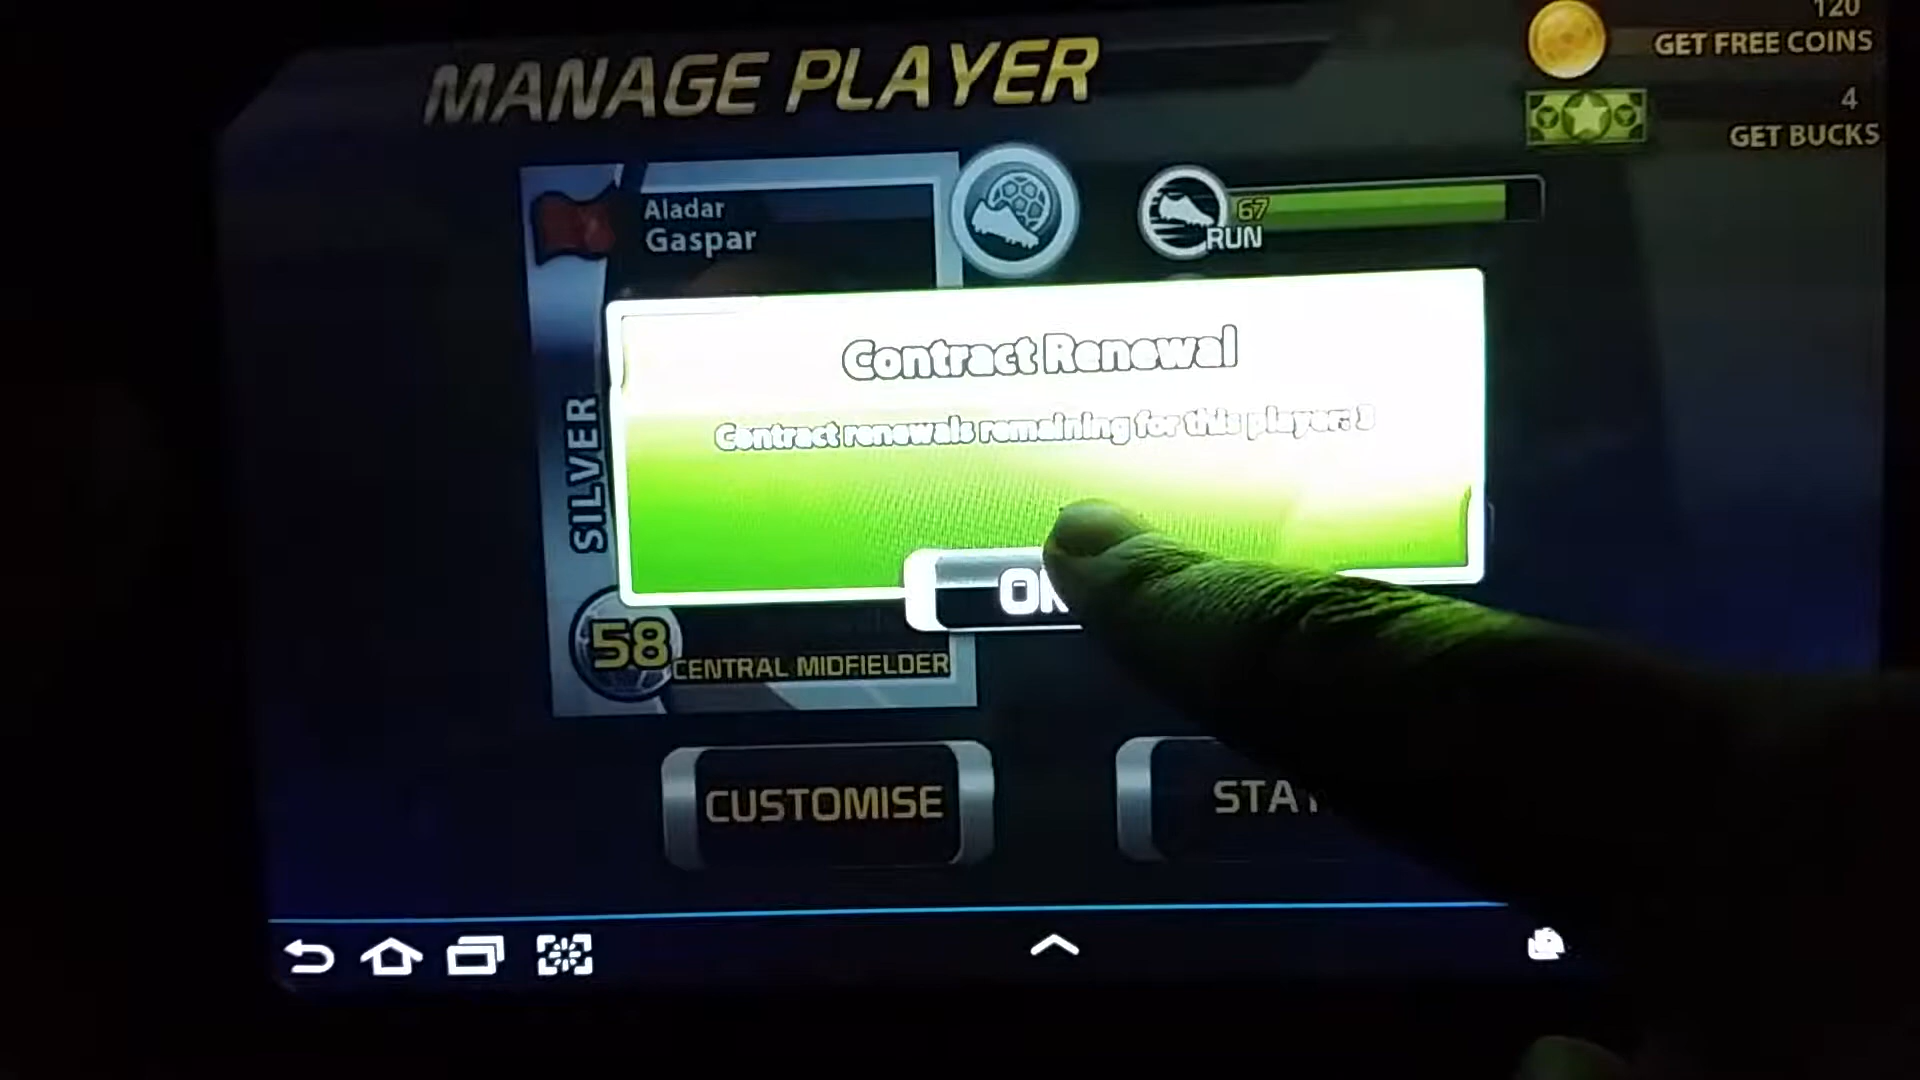 MANAGE PLAYER
120
GET FREE COINS
4
GET BUCKS
Aladar
Gaspar
67
RUN
Contract Renewal
Contract renewals remaining for this player: 3
SILVER
58
CENTRAL MIDFIELDER
CUSTOMISE